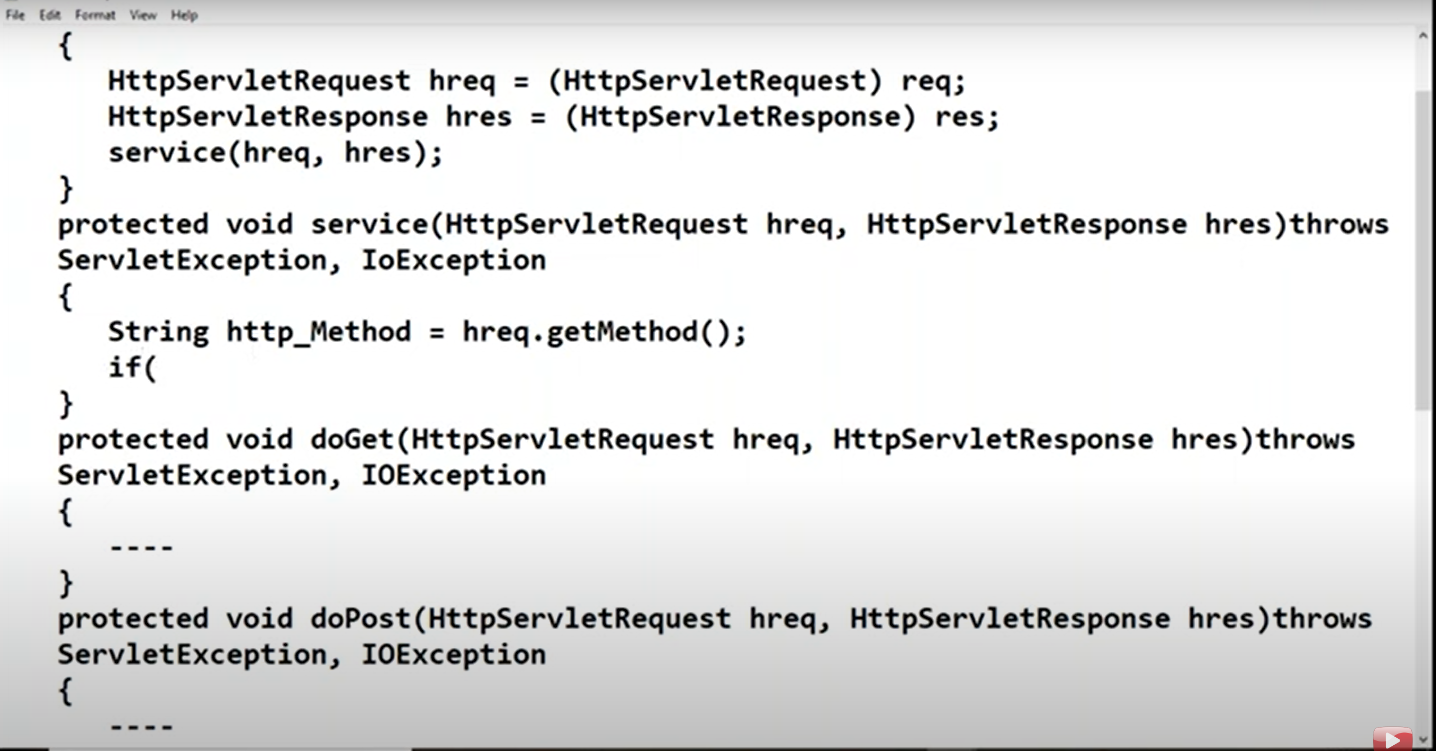 File Edit Format View Help
{
HttpServletRequest hreq = (HttpServletRequest) req;
HttpServletResponse hres = (HttpServletResponse) res;
service(hreq, hres);
}
protected void service(HttpServletRequest hreq, HttpServletResponse hres)throws
ServletException, IoException
{
String http_Method = hreq.getMethod();
if(
}
protected void doGet(HttpServletRequest hreq, HttpServletResponse hres)throws
ServletException, IOException
{
----
}
protected void doPost(HttpServletRequest hreq, HttpServletResponse hres)throws
ServletException, IOException
{
----